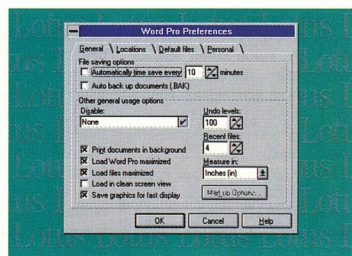 Word Pro Preferences
General \ Locations \ Default files \ Personal \
File saving options
Automatically time save every 10 minutes
Auto back up documents (.BAK)
Other general usage options
Disable:
None
Undo levels:
100
Recent files:
4
Print documents in background
Load Word Pro maximized
Load files maximized
Load in clean screen view
Save graphics for fast display
Measure in:
Inches (in)
Mark up Options...
OK Cancel Help